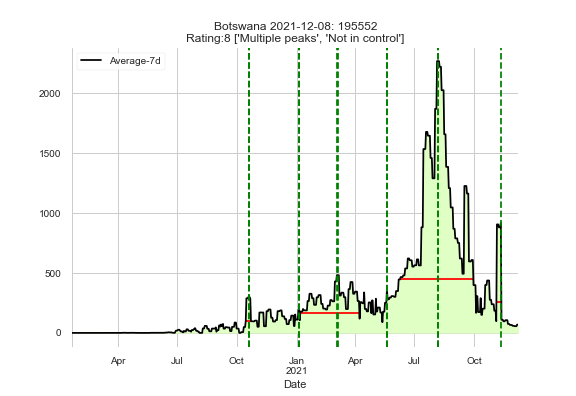 Botswana 2021-12-08: 195552
Rating:8 ['Multiple peaks', 'Not in control']
Average-7d
2000
1500
1000
500
0
Apr Jul Oct Jan Apr Jul Oct
2021
Date